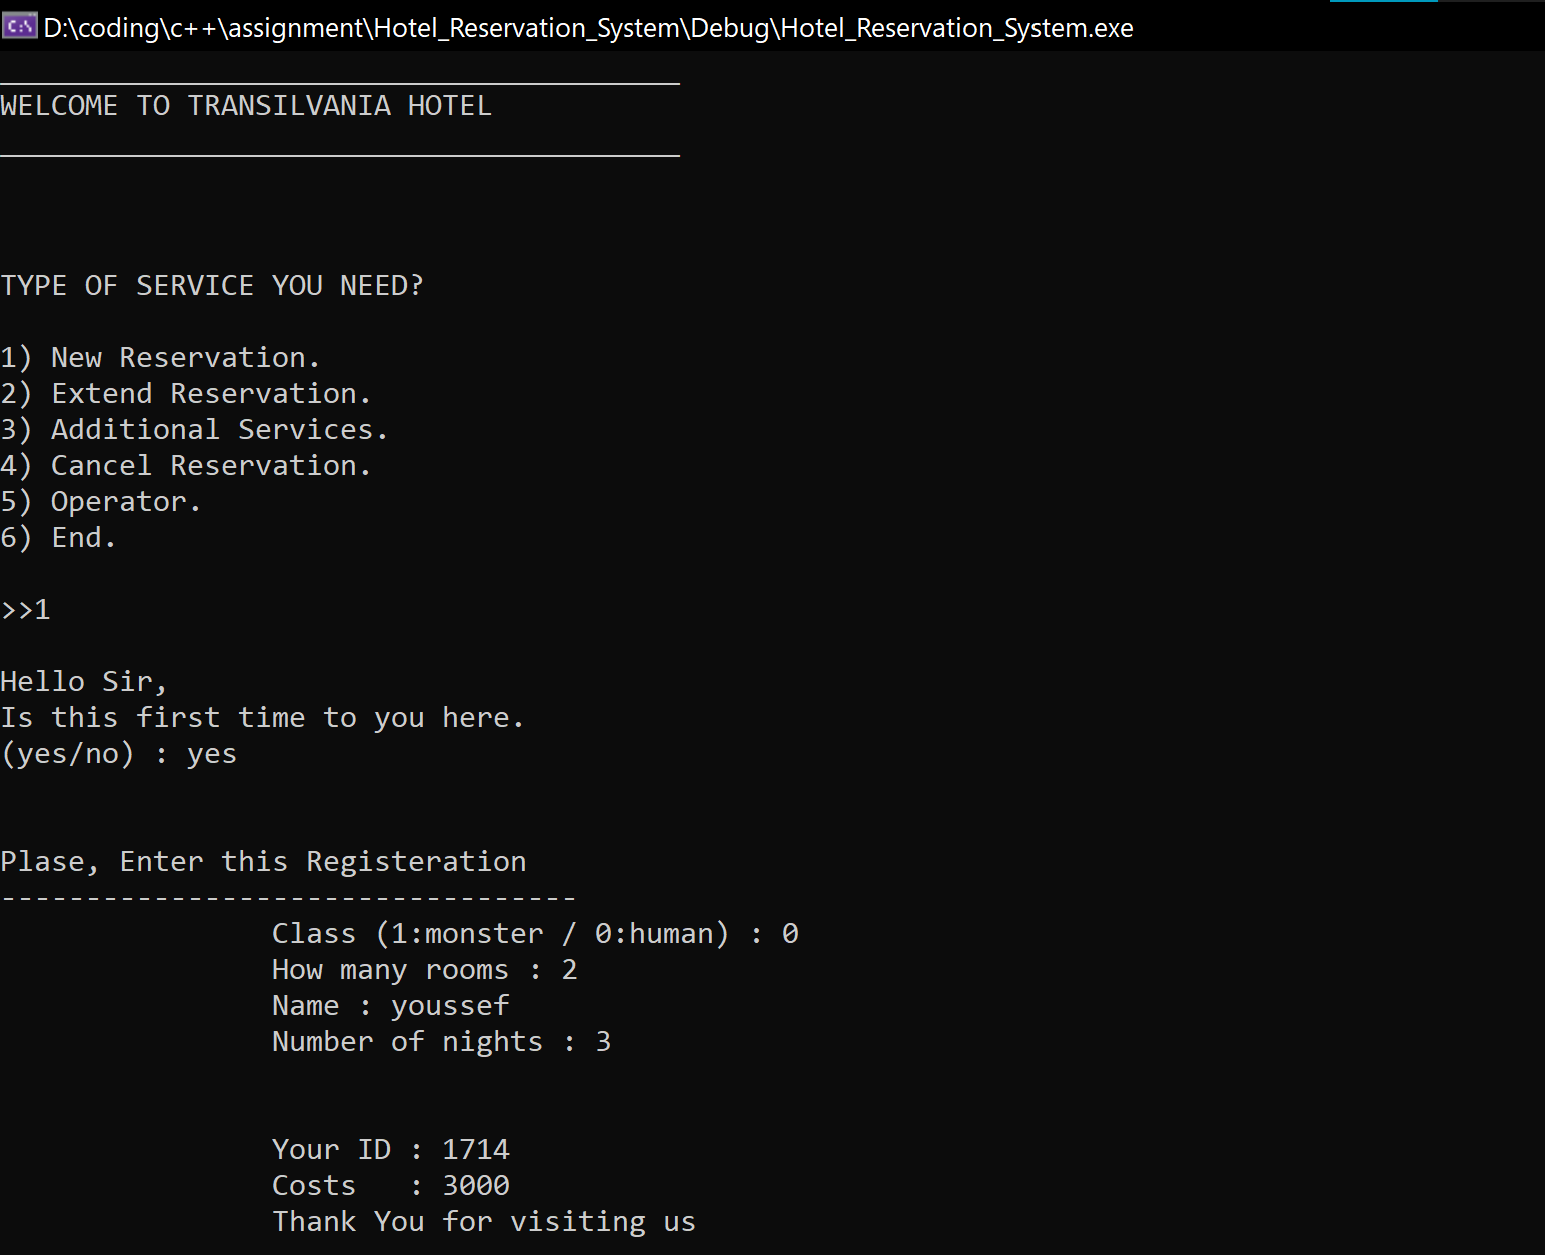 D:\coding\c++\assignment\Hotel_Reservation_System\Debug\Hotel_Reservation_System.exe
________________________________________
WELCOME TO TRANSILVANIA HOTEL
________________________________________
TYPE OF SERVICE YOU NEED?
1) New Reservation.
2) Extend Reservation.
3) Additional Services.
4) Cancel Reservation.
5) Operator.
6) End.
>>1
Hello Sir,
Is this first time to you here.
(yes/no) : yes
Plase, Enter this Registeration
----------------------------------
Class (1:monster / 0:human) : 0
How many rooms : 2
Name : youssef
Number of nights : 3
Your ID : 1714
Costs   : 3000
Thank You for visiting us